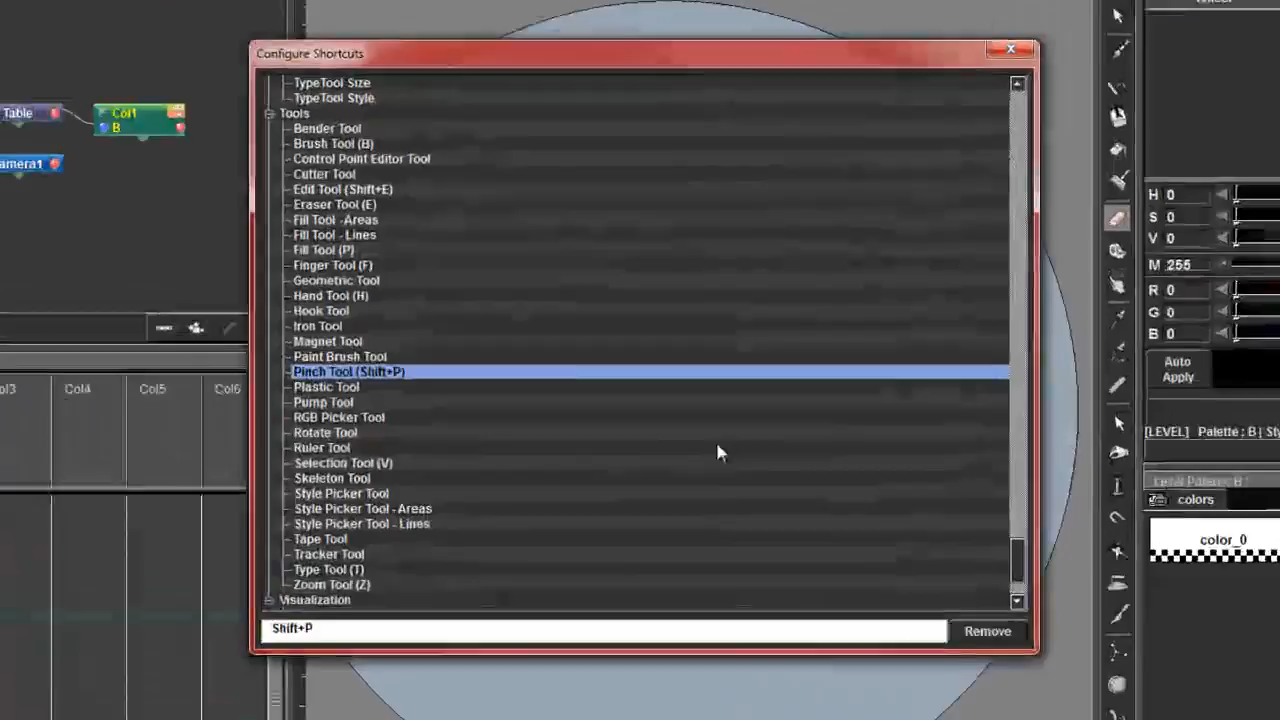 Configure Shortcuts
TypeTool Size
TypeTool Style
Tools
Bender Tool
Brush Tool (B)
Control Point Editor Tool
Cutter Tool
Edit Tool (Shift+E)
Eraser Tool (E)
Fill Tool - Areas
Fill Tool - Lines
Fill Tool (P)
Finger Tool (F)
Geometric Tool
Hand Tool (H)
Hook Tool
Iron Tool
Magnet Tool
Paint Brush Tool
Pinch Tool (Shift+P)
Plastic Tool
Pump Tool
RGB Picker Tool
Rotate Tool
Ruler Tool
Selection Tool (V)
Skeleton Tool
Style Picker Tool
Style Picker Tool - Areas
Style Picker Tool - Lines
Tape Tool
Tracker Tool
Type Tool (T)
Zoom Tool (Z)
Visualization
Shift+P
Remove
Table
Col1
B
amera1
ol3
Col4
Col5
Col6
H 0
S 0
V 0
M 255
R 0
G 0
B 0
Auto
Apply
[LEVEL] Palette : B | Sty
colors
color_0